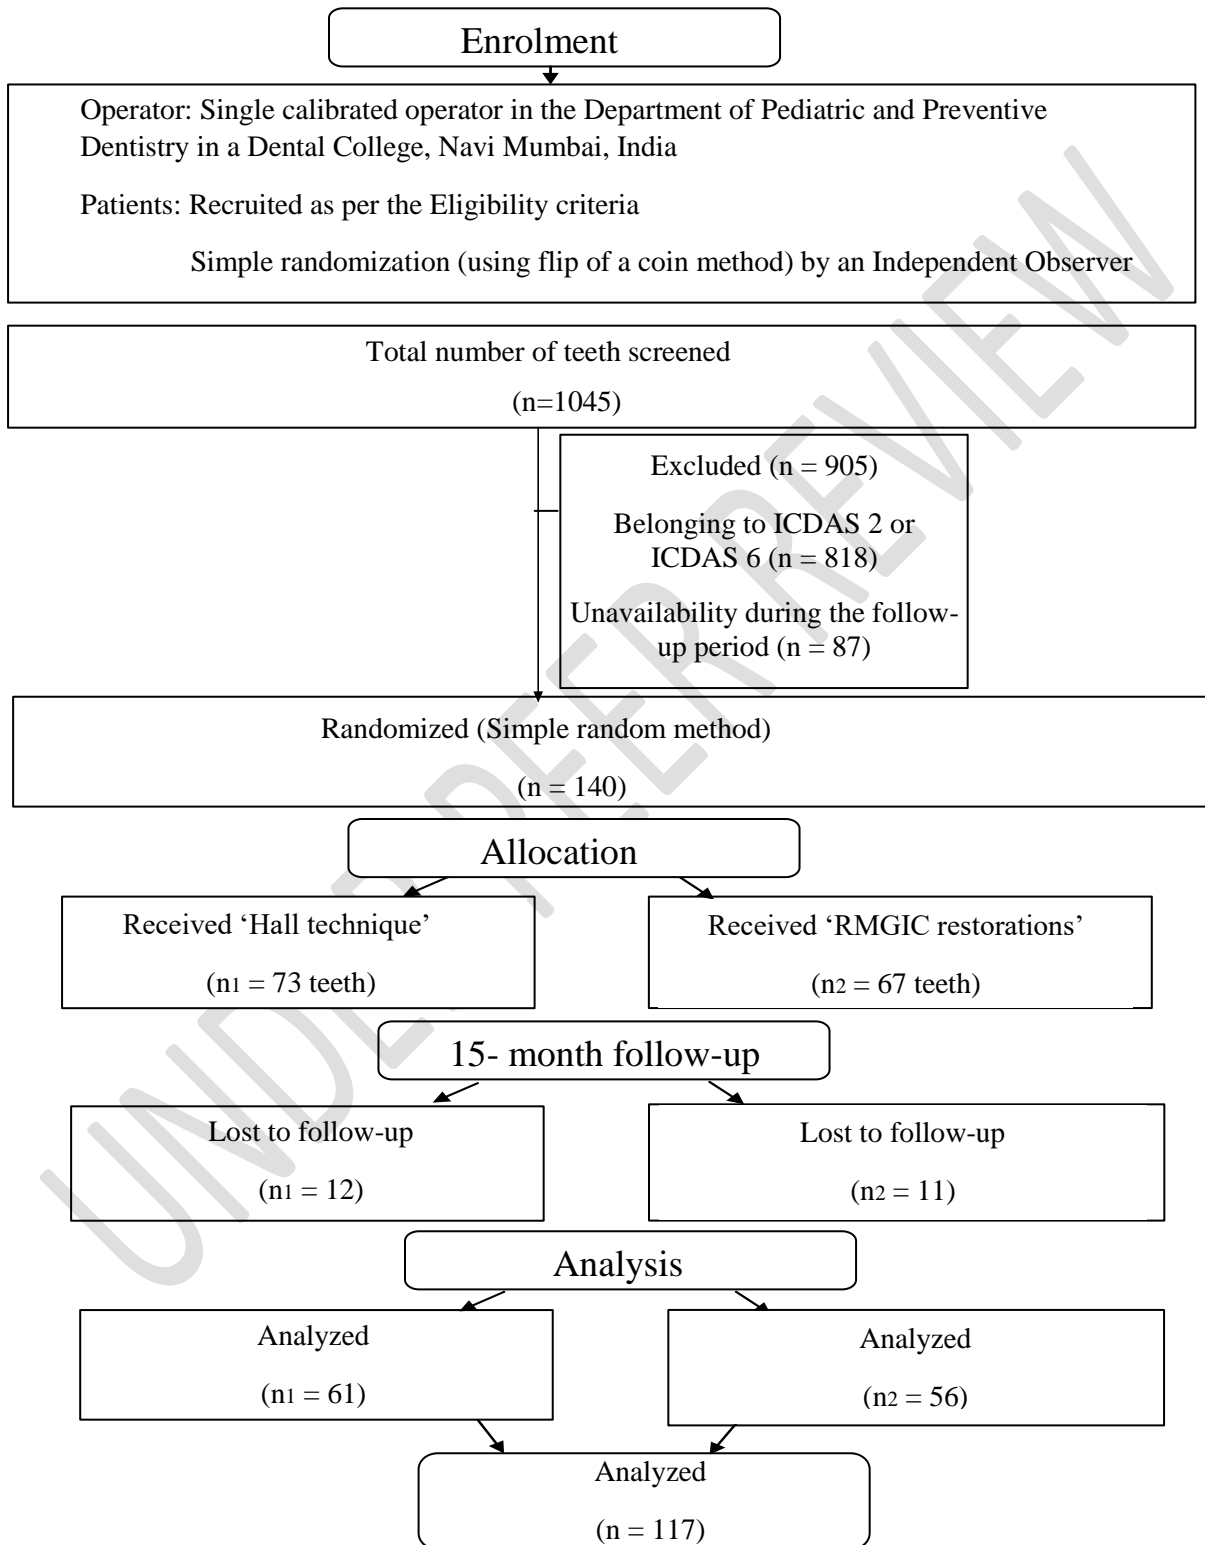 Enrolment
Operator: Single calibrated operator in the Department of Pediatric and Preventive
Dentistry in a Dental College, Navi Mumbai, India
Patients: Recruited as per the Eligibility criteria
Simple randomization (using flip of a coin method) by an Independent Observer
Total number of teeth screened
(n=1045)
Excluded (n = 905)
Belonging to ICDAS 2 or
ICDAS 6 (n = 818)
Unavailability during the follow-
up period (n = 87)
Randomized (Simple random method)
(n = 140)
Allocation
Received ‘Hall technique’
(n1 = 73 teeth)
Received ‘RMGIC restorations’
(n2 = 67 teeth)
15- month follow-up
Lost to follow-up
(n1 = 12)
Lost to follow-up
(n2 = 11)
Analysis
Analyzed
(n1 = 61)
Analyzed
(n2 = 56)
Analyzed
(n = 117)
UNDER PEER REVIEW